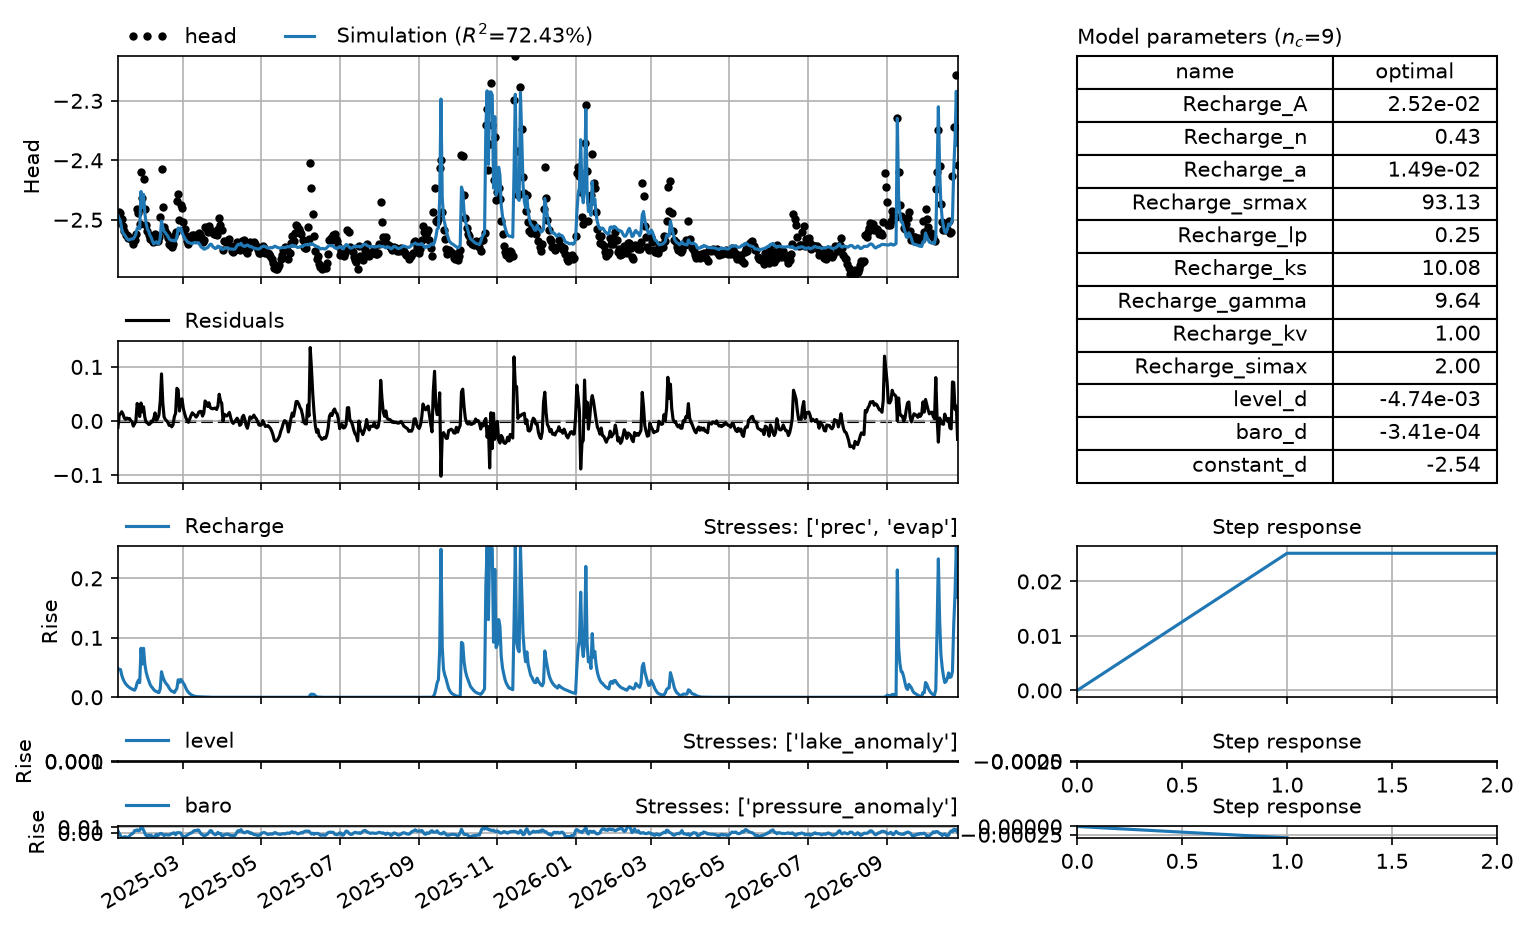 head Simulation (R²=72.43%)
Model parameters (n_c=9)
name optimal
Recharge_A 2.52e-02
Recharge_n 0.43
Recharge_a 1.49e-02
Recharge_srmax 93.13
Recharge_lp 0.25
Recharge_ks 10.08
Recharge_gamma 9.64
Recharge_kv 1.00
Recharge_simax 2.00
level_d -4.74e-03
baro_d -3.41e-04
constant_d -2.54
Head
−2.3
−2.4
−2.5
Residuals
0.1
0.0
−0.1
Recharge Stresses: ['prec', 'evap']
Rise
0.2
0.1
0.0
Step response
0.02
0.01
0.00
0.0 0.5 1.0 1.5 2.0
level Stresses: ['lake_anomaly']
Rise
Step response
baro Stresses: ['pressure_anomaly']
Rise
Step response
−0.00025
0.0 0.5 1.0 1.5 2.0
2025-03 2025-05 2025-07 2025-09 2025-11 2026-01 2026-03 2026-05 2026-07 2026-09